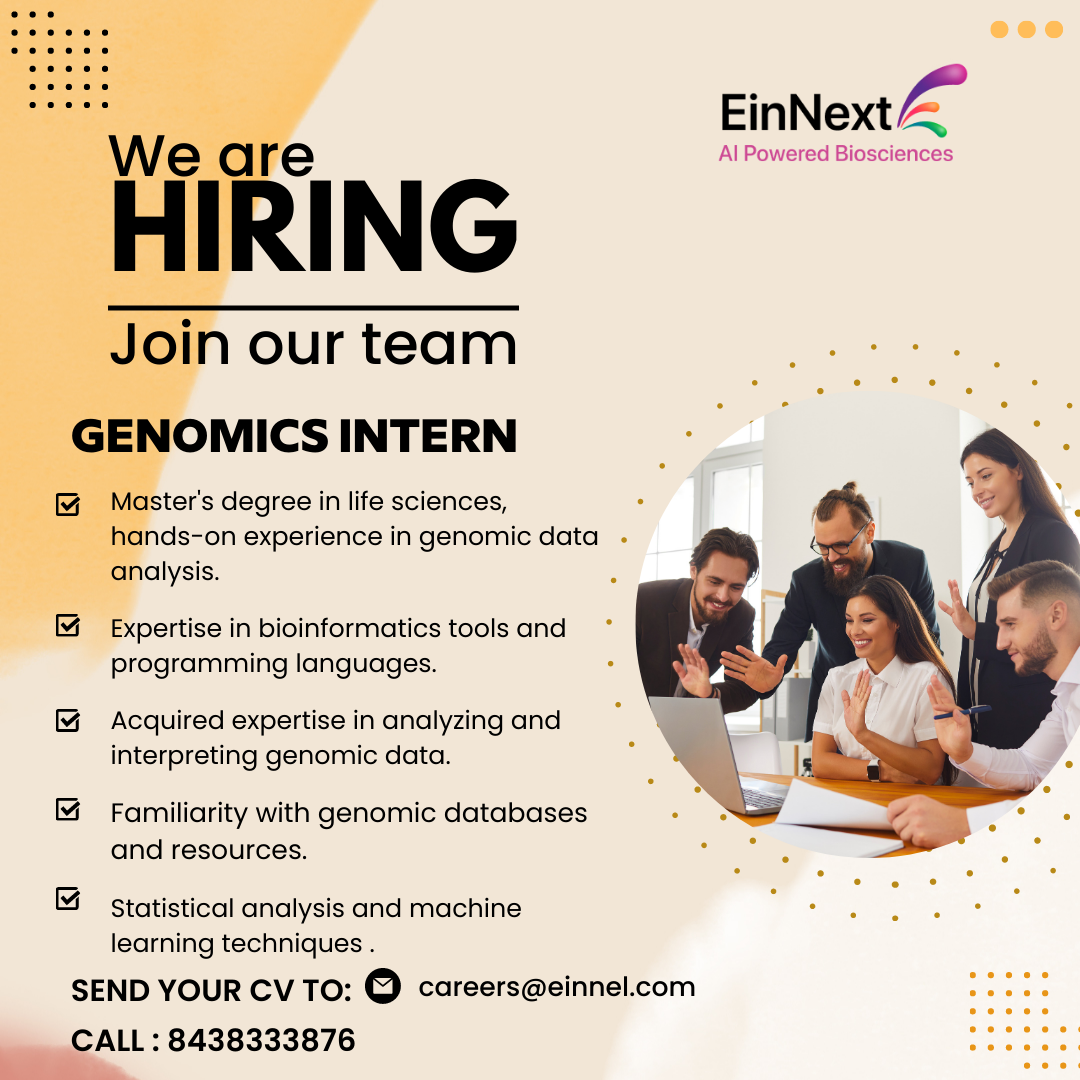 EinNext
AI Powered Biosciences
We are
HIRING
Join our team
GENOMICS INTERN
Master's degree in life sciences,
hands-on experience in genomic data
analysis.
Expertise in bioinformatics tools and
programming languages.
Acquired expertise in analyzing and
interpreting genomic data.
Familiarity with genomic databases
and resources.
Statistical analysis and machine
learning techniques .
SEND YOUR CV TO: careers@einnel.com
CALL : 8438333876